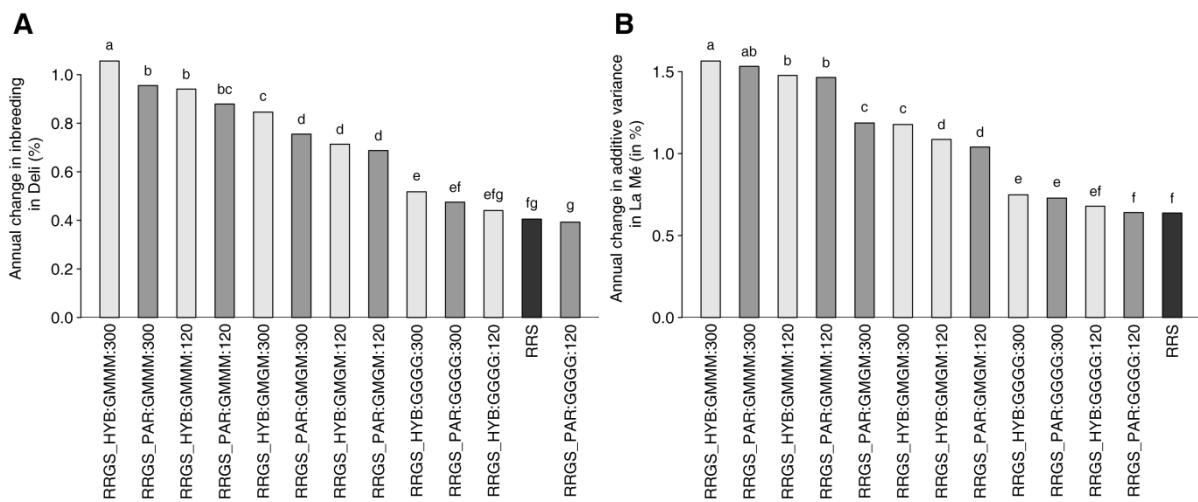 A
Annual change in inbreeding
in Deli (%)
1.0
0.8
0.6
0.4
0.2
0.0
a
b
b
bc
c
d
d
d
e
ef
efg
fg
g
RRGS_HYB:GMMM:300
RRGS_PAR:GMMM:300
RRGS_HYB:GMMM:120
RRGS_PAR:GMMM:120
RRGS_HYB:GMGM:300
RRGS_PAR:GMGM:300
RRGS_HYB:GMGM:120
RRGS_PAR:GMGM:120
RRGS_HYB:GGGG:300
RRGS_PAR:GGGG:300
RRGS_HYB:GGGG:120
RRS
RRGS_PAR:GGGG:120
B
Annual change in additive variance
in La Mé (in %)
1.5
1.0
0.5
0.0
a
ab
b
b
c
c
d
d
e
e
ef
f
f
RRGS_HYB:GMMM:300
RRGS_PAR:GMMM:300
RRGS_HYB:GMMM:120
RRGS_PAR:GMMM:120
RRGS_PAR:GMGM:300
RRGS_HYB:GMGM:300
RRGS_HYB:GMGM:120
RRGS_PAR:GMGM:120
RRGS_HYB:GGGG:300
RRGS_PAR:GGGG:300
RRGS_HYB:GGGG:120
RRGS_PAR:GGGG:120
RRS